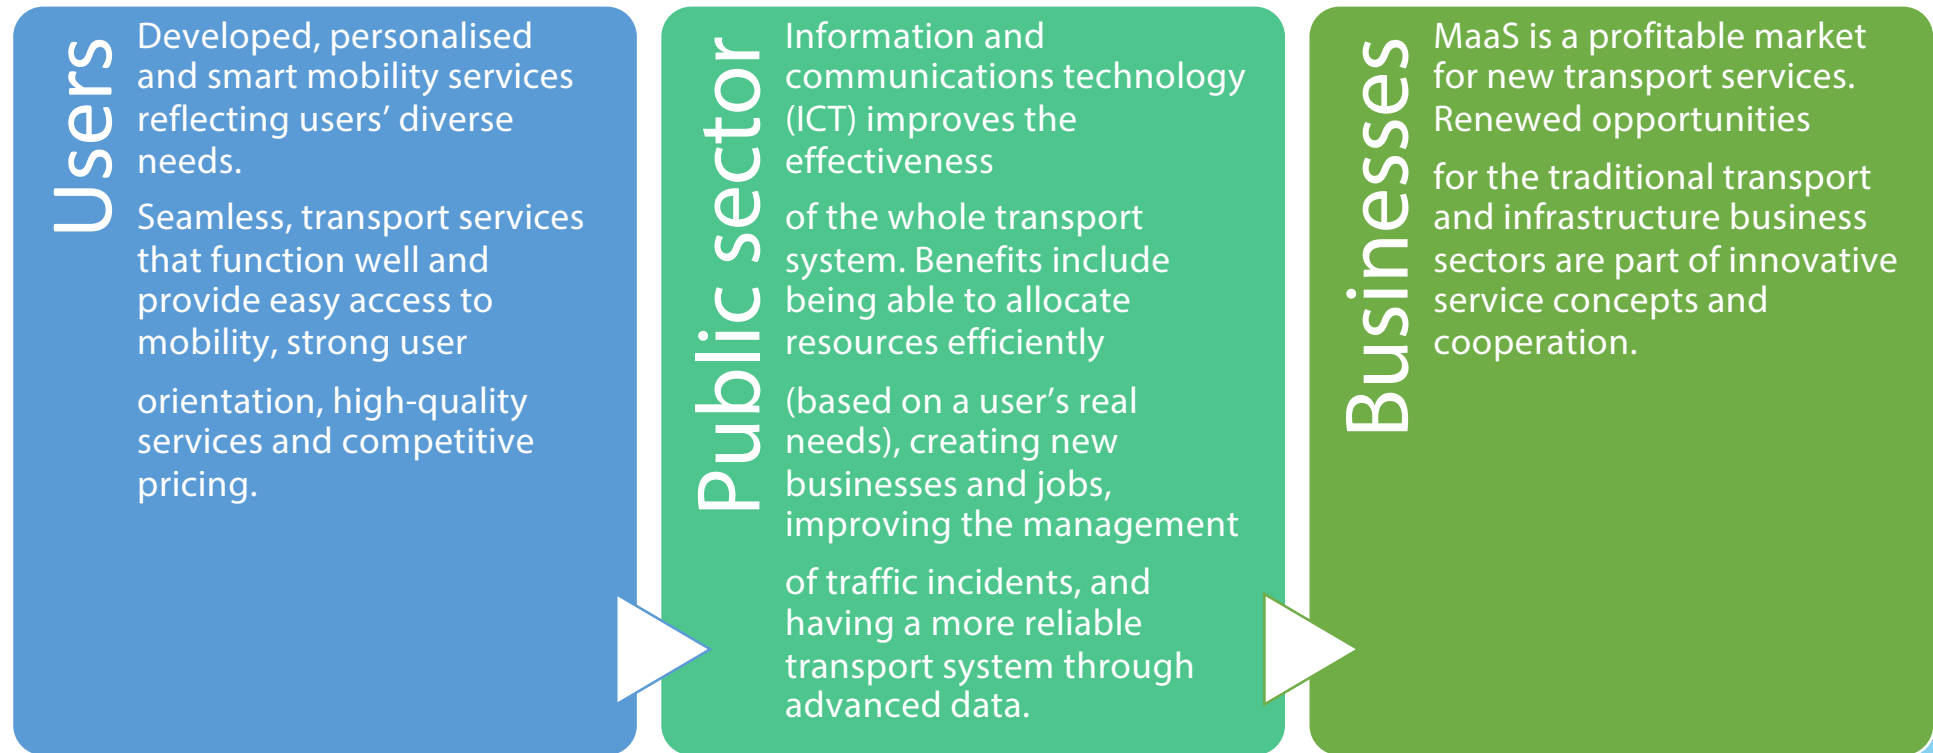 Users
Developed, personalised
and smart mobility services
reflecting users’ diverse
needs.
Seamless, transport services
that function well and
provide easy access to
mobility, strong user
orientation, high-quality
services and competitive
pricing.
Public sector
Information and
communications technology
(ICT) improves the
effectiveness
of the whole transport
system. Benefits include
being able to allocate
resources efficiently
(based on a user’s real
needs), creating new
businesses and jobs,
improving the management
of traffic incidents, and
having a more reliable
transport system through
advanced data.
Businesses
MaaS is a profitable market
for new transport services.
Renewed opportunities
for the traditional transport
and infrastructure business
sectors are part of innovative
service concepts and
cooperation.